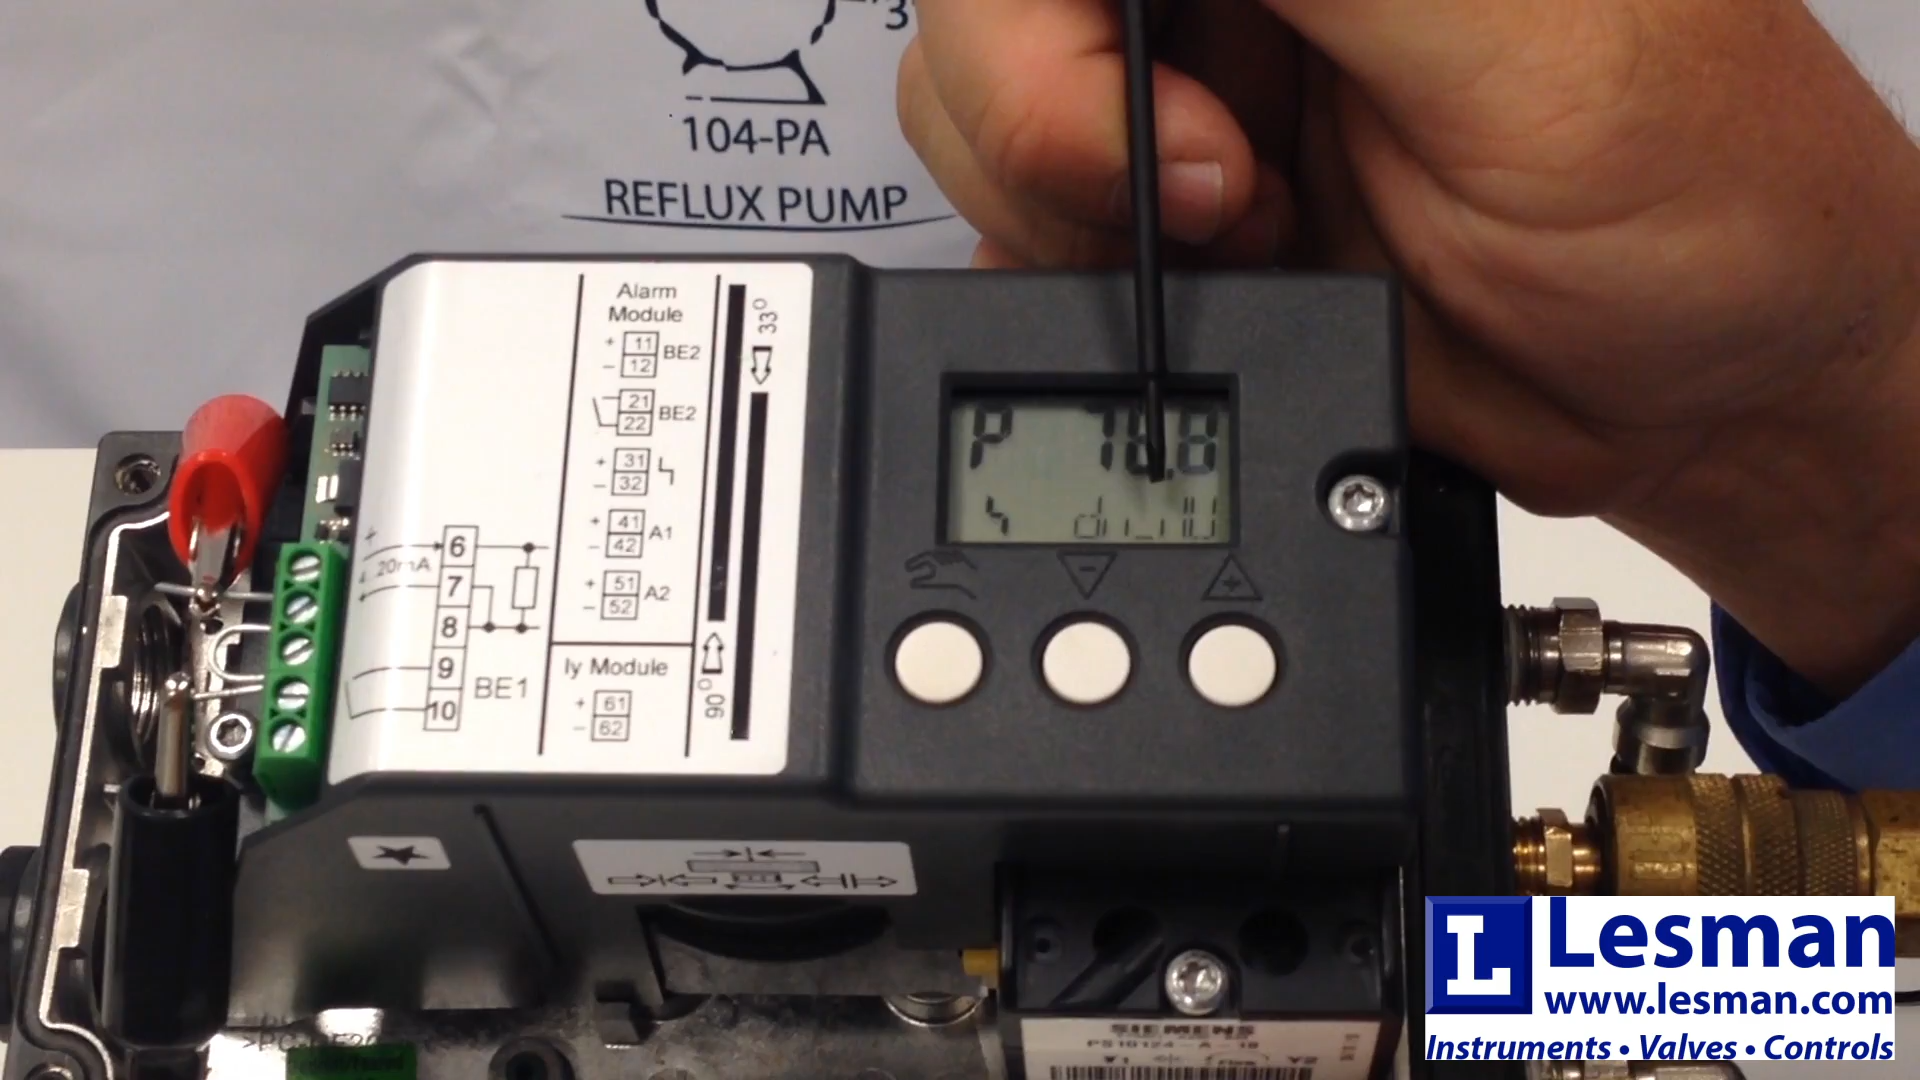 3
104-PA
REFLUX PUMP
Alarm
Module
+ 11 BE2
- 12
21 BE2
22
+ 31
- 32
+ 41 A1
- 42
+ 51 A2
- 52
Iy Module
+ 61
- 62
33°
90°
+
20mA
6
7
8
9
10
BE1
P
-
+
SIEMENS
Lesman
www.lesman.com
Instruments • Valves • Controls